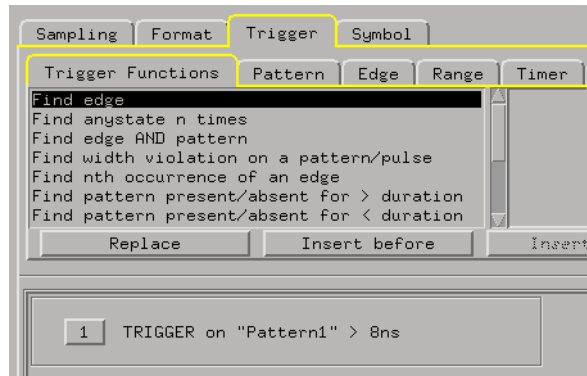 Sampling Format Trigger Symbol
Trigger Functions Pattern Edge Range Timer
Find edge
Find anystate n times
Find edge AND pattern
Find width violation on a pattern/pulse
Find nth occurrence of an edge
Find pattern present/absent for > duration
Find pattern present/absent for < duration
Replace Insert before Insert
1 TRIGGER on "Pattern1" > 8ns